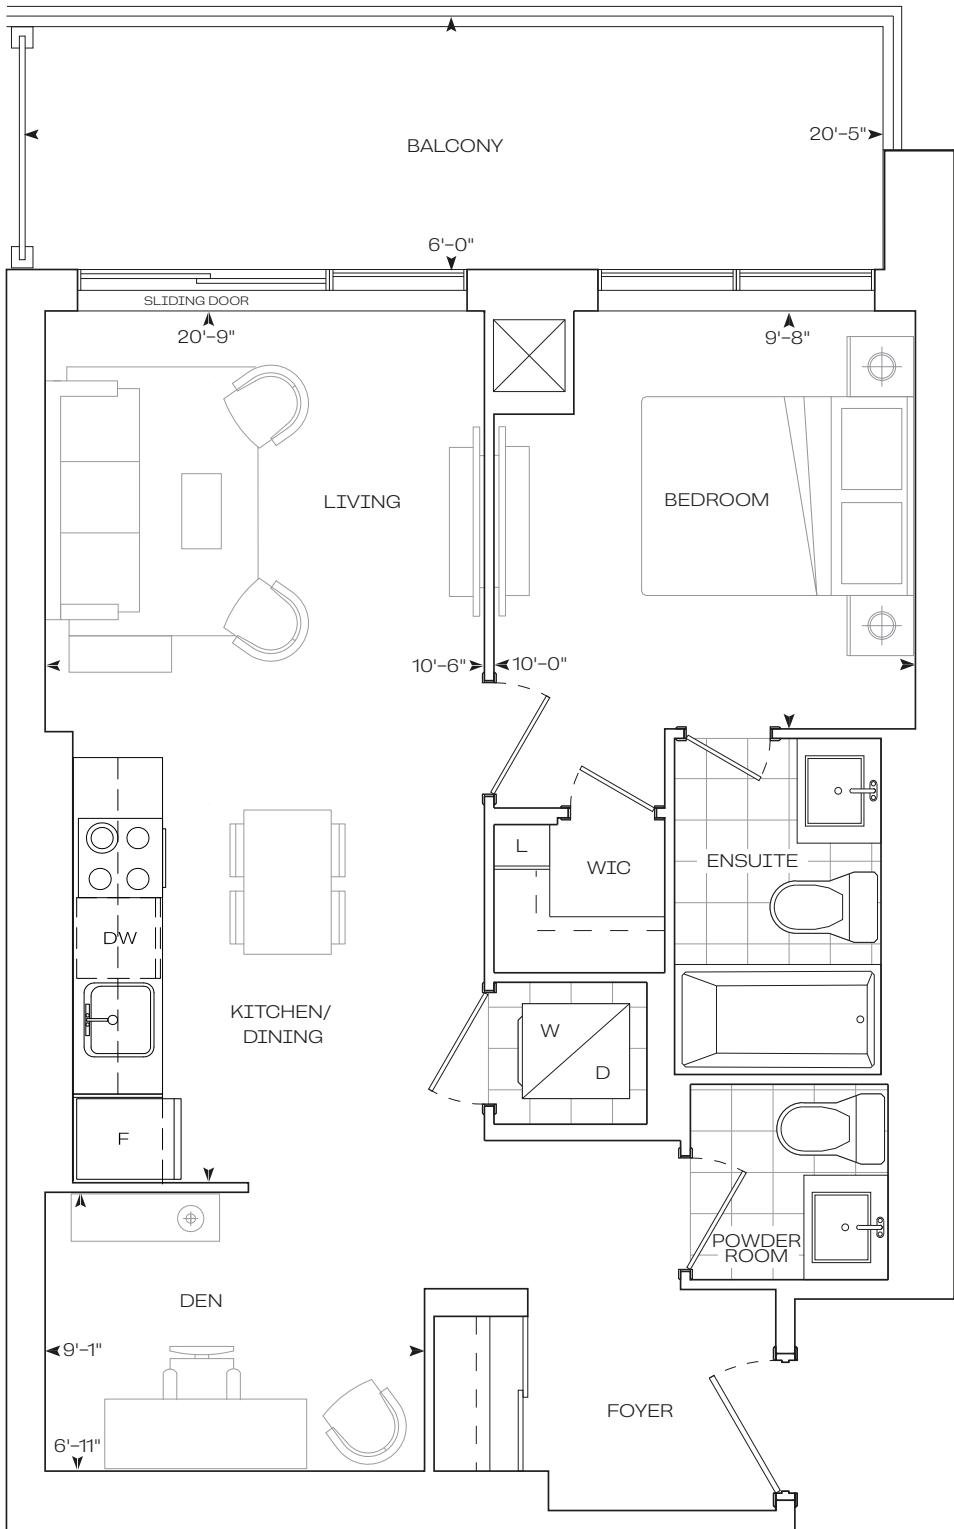 BALCONY
20'-5"
6'-0"
SLIDING DOOR
20'-9"
9'-8"
LIVING
BEDROOM
10'-6"
10'-0"
L
WIC
ENSUITE
DW
KITCHEN/
DINING
W
D
F
POWDER
ROOM
DEN
9'-1"
FOYER
6'-11"